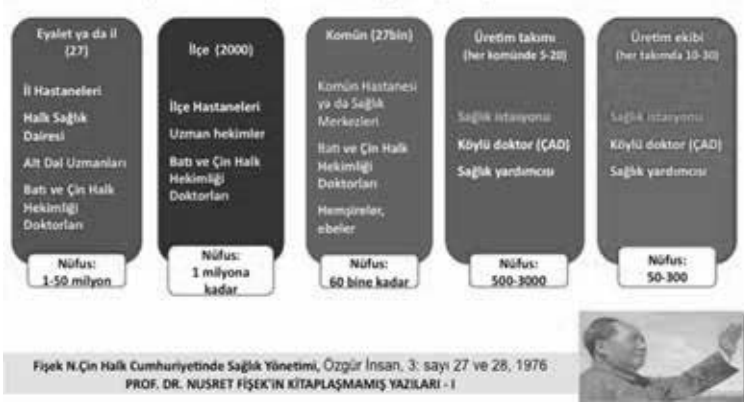 Eyalet ya da il
(27)
İl Hastaneleri
Halk Sağlık
Dairesi
Alt Dal Uzmanları
Batı ve Çin Halk
Hekimliği
Doktorları
Nüfus:
1-50 milyon
İlçe (2000)
İlçe Hastaneleri
Uzman hekimler
Batı ve Çin Halk
Hekimliği
Doktorları
Nüfus:
1 milyona
kadar
Komün (27bin)
Komün Hastanesi
ya da Sağlık
Merkezleri
Batı ve Çin Halk
Hekimliği
Doktorları
Hemşireler,
ebeler
Nüfus:
60 bine kadar
Üretim takımı
(her komünde 5-20)
Sağlık istasyonu
Köylü doktor (ÇAD)
Sağlık yardımcısı
Nüfus:
500-3000
Üretim ekibi
(her takımda 10-30)
Sağlık istasyonu
Köylü doktor (ÇAD)
Sağlık yardımcısı
Nüfus:
50-300
Fişek N.Çin Halk Cumhuriyetinde Sağlık Yönetimi, Özgür İnsan, 3: sayı 27 ve 28, 1976
PROF. DR. NUSRET FİŞEK'İN KİTAPLAŞMAMIŞ YAZILARI - I